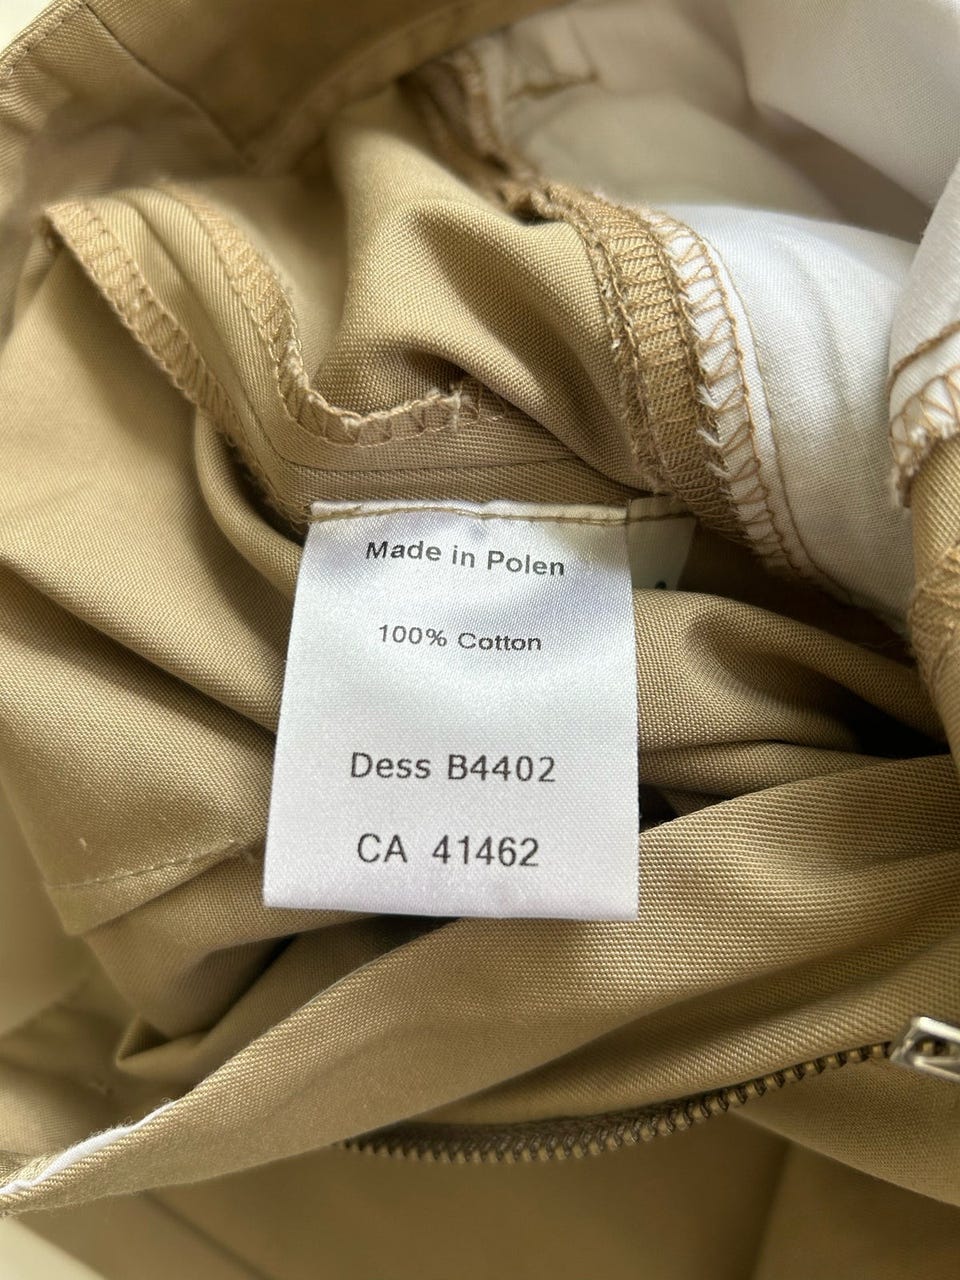 Made in Polen
100% Cotton
Dess B4402
CA 41462